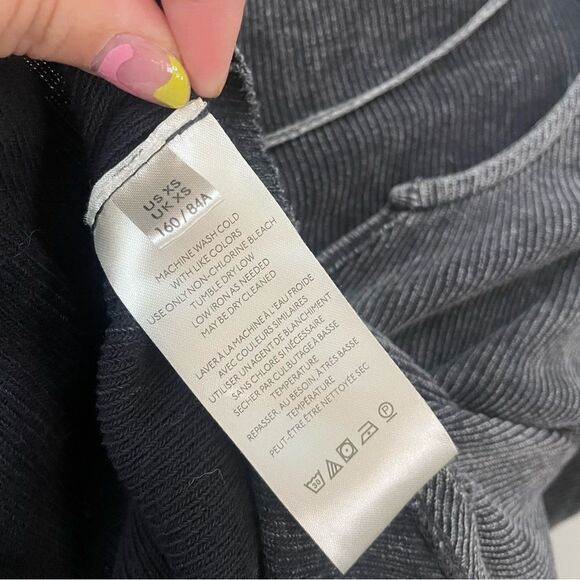 US XS
UK XS
160 / 84A
MACHINE WASH COLD
WITH LIKE COLORS
USE ONLY NON-CHLORINE BLEACH
TUMBLE DRY LOW
LOW IRON AS NEEDED
MAY BE DRY CLEANED
LAVER À LA MACHINE À L'EAU FROIDE
AVEC COULEURS SIMILAIRES
UTILISER UN AGENT DE BLANCHIMENT
SANS CHLORE SI NÉCESSAIRE
SÉCHER PAR CULBUTAGE À BASSE
TEMPERATURE
REPASSER AU BESOIN, À TRÈS BASSE
TEMPÉRATURE
PEUT-ÊTRE ÊTRE NETTOYÉE SEC
30
P